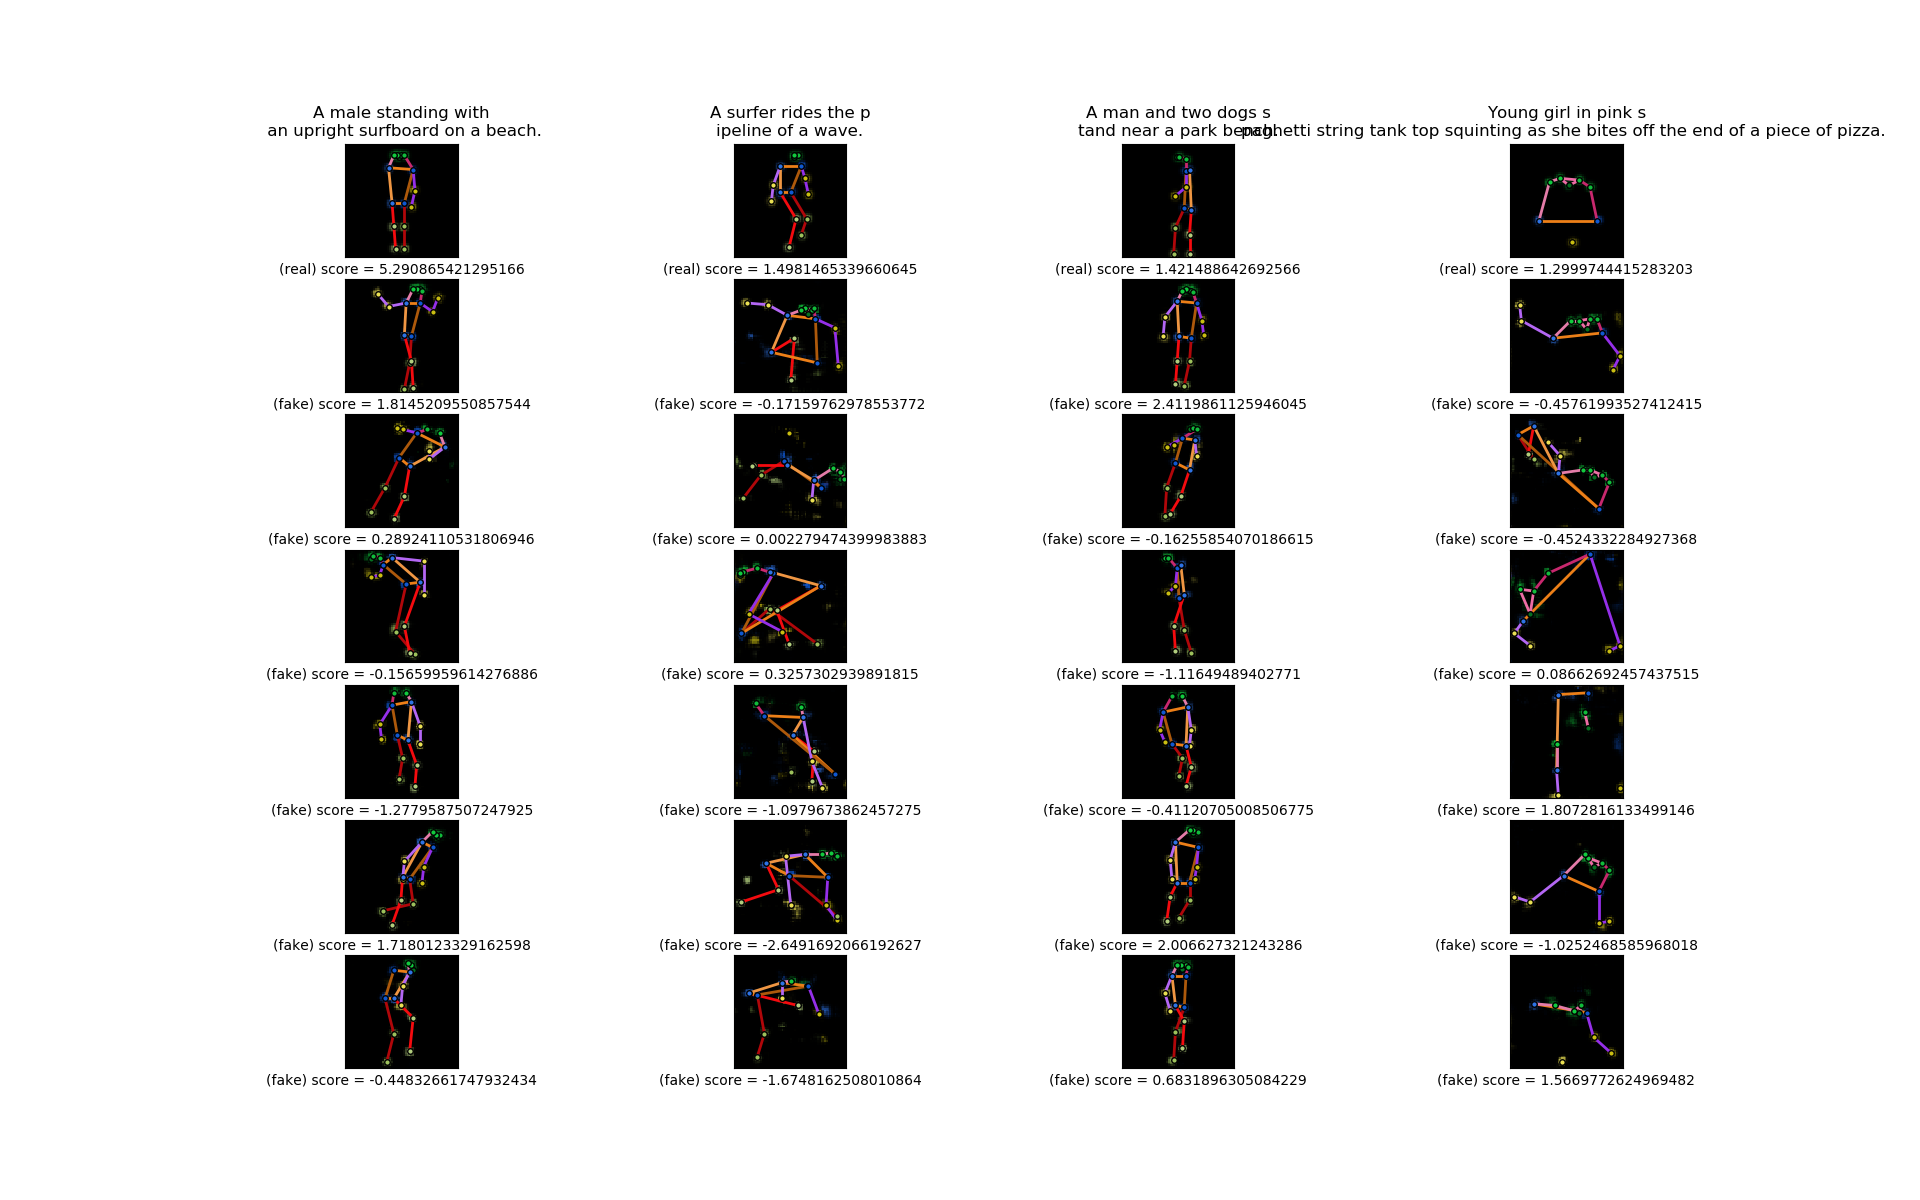 A male standing with
an upright surfboard on a beach.
A surfer rides the p
ipeline of a wave.
A man and two dogs s
tand near a park bench.
Young girl in pink s
paghetti string tank top squinting as she bites off the end of a piece of pizza.
(real) score = 5.290865421295166
(real) score = 1.4981465339660645
(real) score = 1.421488642692566
(real) score = 1.2999744415283203
(fake) score = 1.8145209550857544
(fake) score = -0.17159762978553772
(fake) score = 2.4119861125946045
(fake) score = -0.45761993527412415
(fake) score = 0.28924110531806946
(fake) score = 0.002279474399983883
(fake) score = -0.16255854070186615
(fake) score = -0.4524332284927368
(fake) score = -0.15659959614276886
(fake) score = 0.3257302939891815
(fake) score = -1.11649489402771
(fake) score = 0.08662692457437515
(fake) score = -1.2779587507247925
(fake) score = -1.0979673862457275
(fake) score = -0.41120705008506775
(fake) score = 1.8072816133499146
(fake) score = 1.7180123329162598
(fake) score = -2.6491692066192627
(fake) score = 2.006627321243286
(fake) score = -1.0252468585968018
(fake) score = -0.44832661747932434
(fake) score = -1.6748162508010864
(fake) score = 0.6831896305084229
(fake) score = 1.5669772624969482